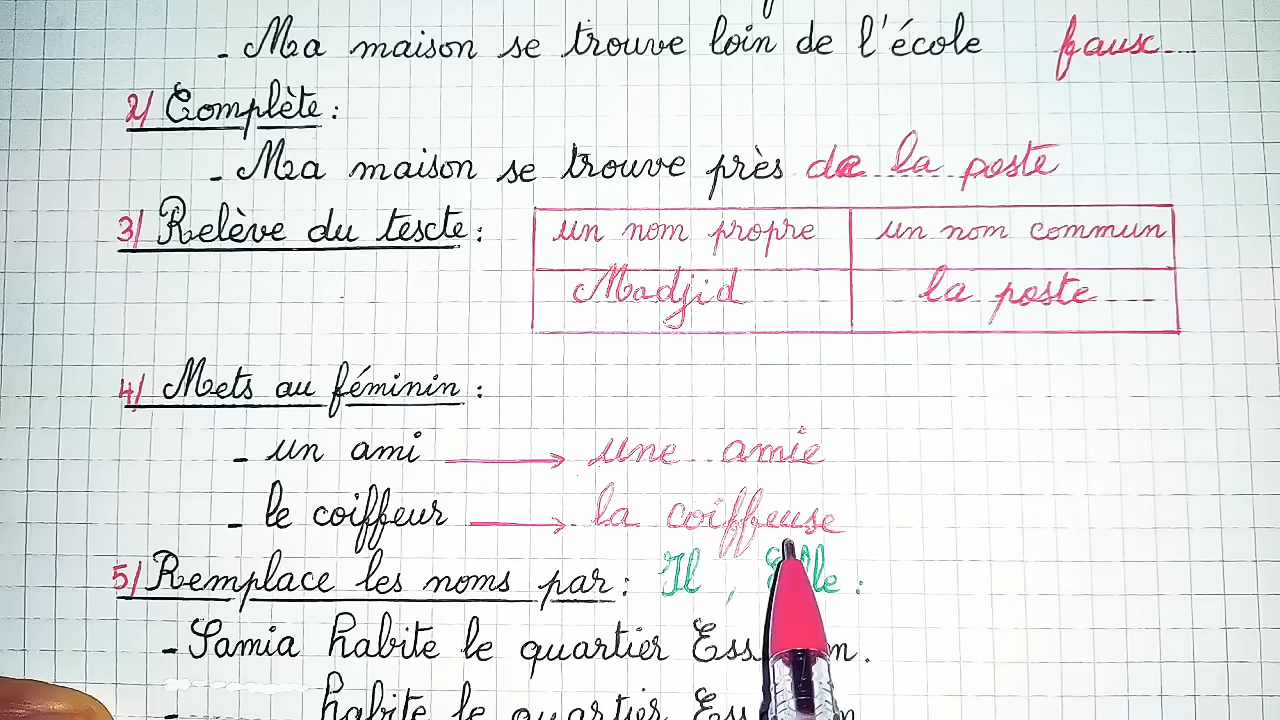 - Ma maison se trouve loin de l'école faux...
2/ Complète :
- Ma maison se trouve près de la poste
3/ Relève du texte : un nom propre un nom commun
Madjid la poste
4/ Mets au féminin :
- un ami → une amie
- le coiffeur → la coiffeuse
5/ Remplace les noms par : Il , Elle :
- Samia habite le quartier
- habite le quartier